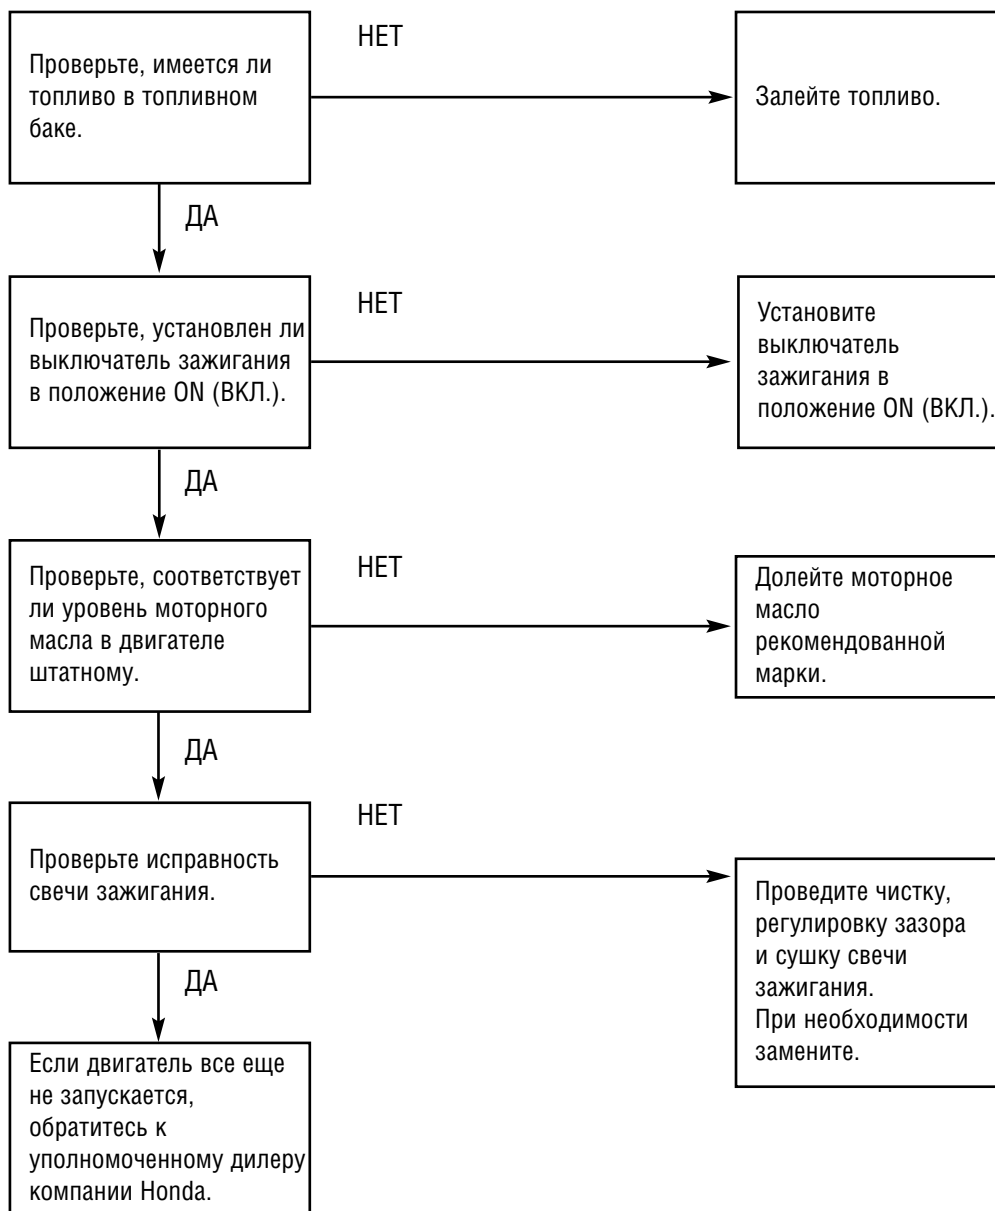 Проверьте, имеется ли
топливо в топливном
баке.
НЕТ
Залейте топливо.
ДА
Проверьте, установлен ли
выключатель зажигания
в положение ON (ВКЛ.).
НЕТ
Установите
выключатель
зажигания в
положение ON (ВКЛ.).
ДА
Проверьте, соответствует
ли уровень моторного
масла в двигателе
штатному.
НЕТ
Долейте моторное
масло
рекомендованной
марки.
ДА
Проверьте исправность
свечи зажигания.
НЕТ
Проведите чистку,
регулировку зазора
и сушку свечи
зажигания.
При необходимости
замените.
ДА
Если двигатель все еще
не запускается,
обратитесь к
уполномоченному дилеру
компании Honda.